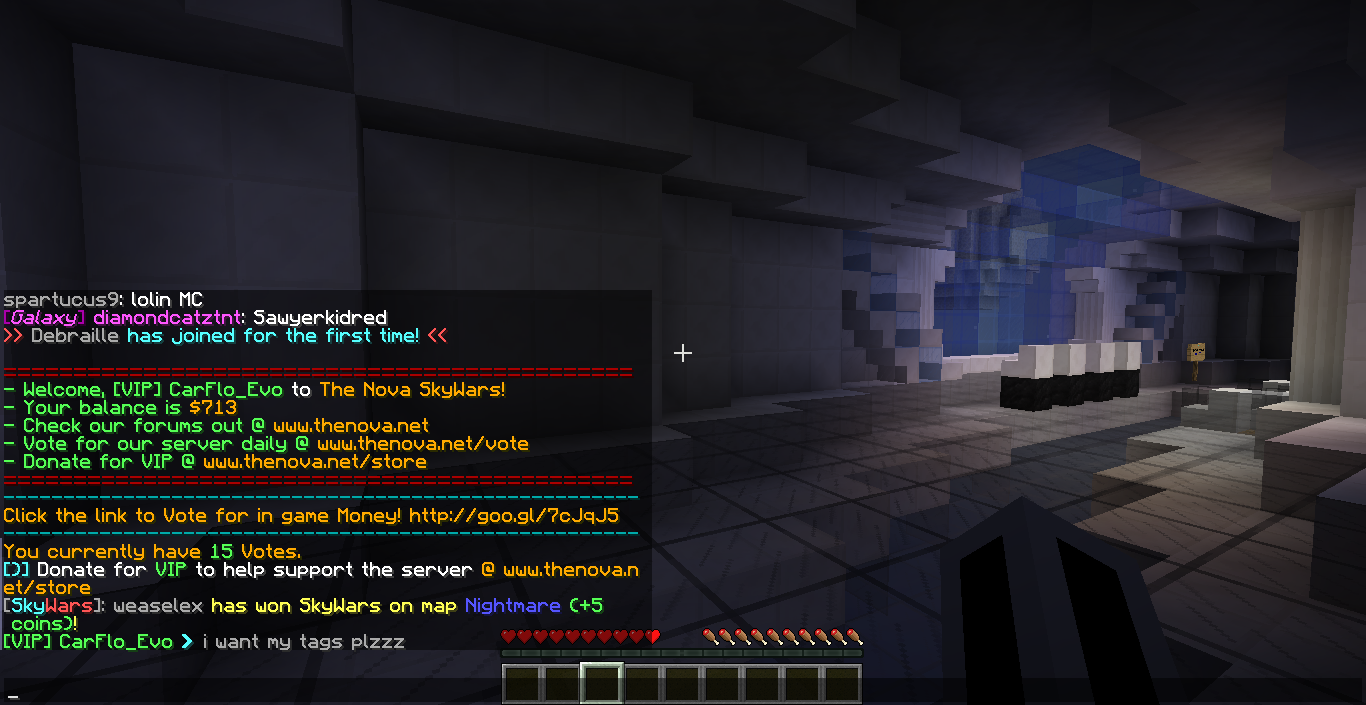 spartucus9: lolin MC
[Galaxy] diamondcatztnt: Sawyerkidred
>> Debraille has joined for the first time! <<
=====================================================
- Welcome, [VIP] CarFlo_Evo to The Nova SkyWars!
- Your balance is $713
- Check our forums out @ www.thenova.net
- Vote for our server daily @ www.thenova.net/vote
- Donate for VIP @ www.thenova.net/store
=====================================================
-----------------------------------------------------
Click the link to Vote for in game Money! http://goo.gl/7cJqJ5
-----------------------------------------------------
You currently have 15 Votes.
[)] Donate for VIP to help support the server @ www.thenova.n
et/store
[SkyWars]: weaselex has won SkyWars on map Nightmare (+5
coins)!
[VIP] CarFlo_Evo > i want my tags plzzz
_